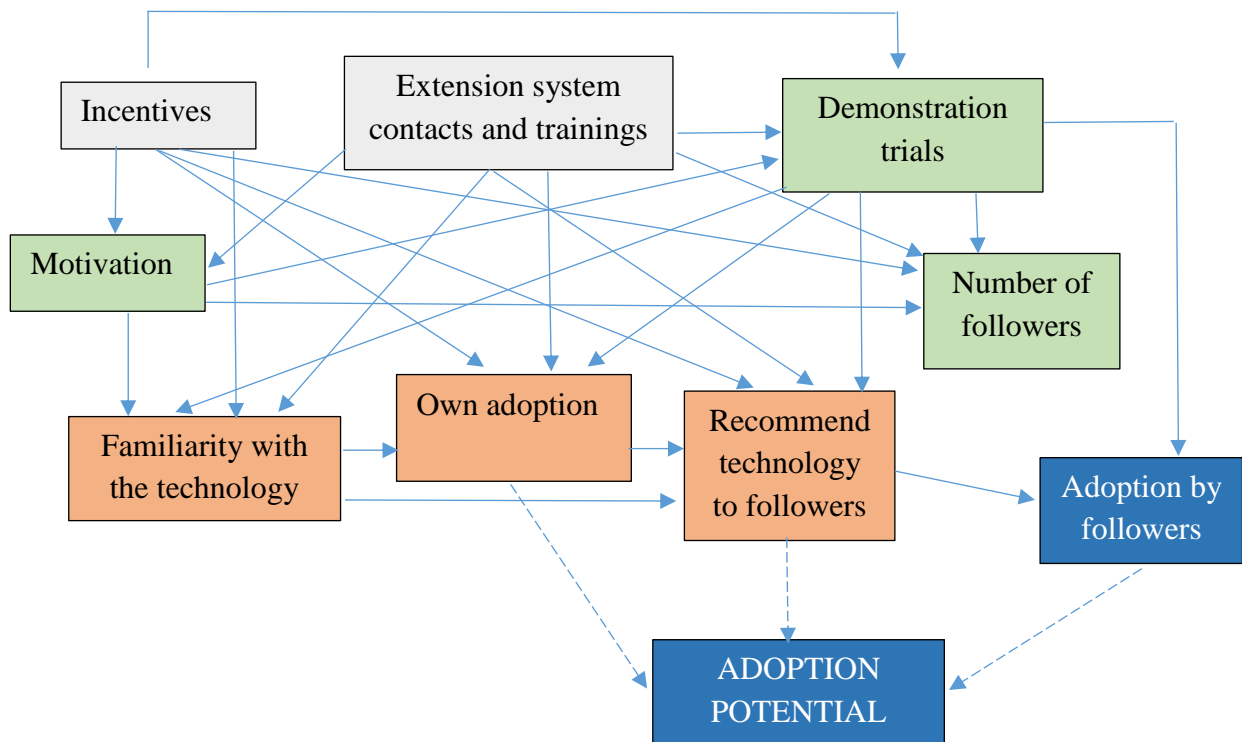 Incentives
Extension system
contacts and trainings
Demonstration
trials
Motivation
Number of
followers
Familiarity with
the technology
Own adoption
Recommend
technology
to followers
Adoption by
followers
ADOPTION
POTENTIAL